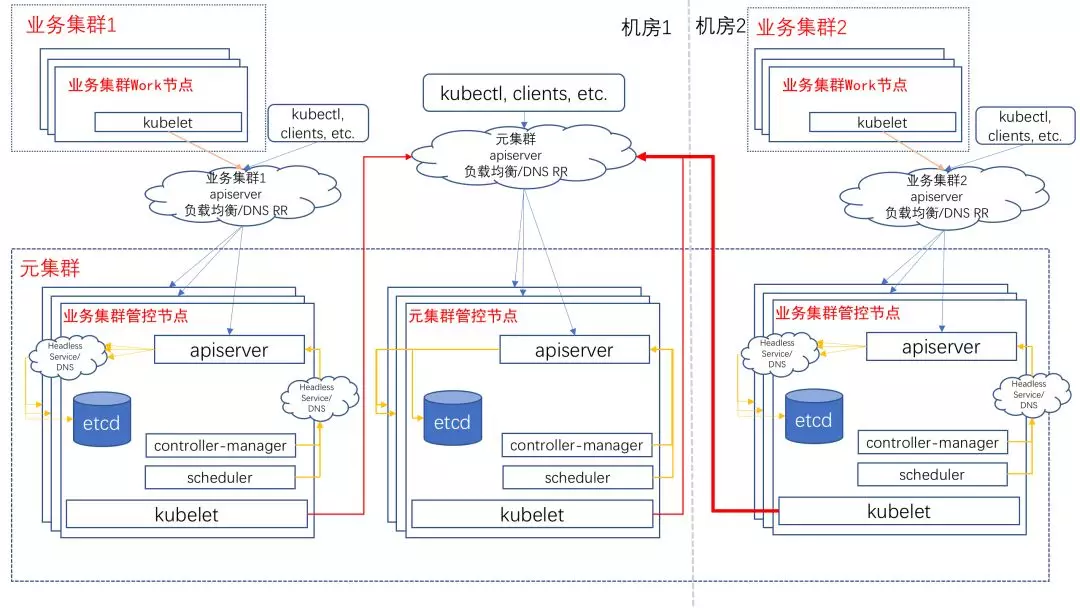 业务集群1
机房1
机房2
业务集群2
业务集群Work节点
kubelet
kubectl,
clients, etc.
kubectl, clients, etc.
业务集群Work节点
kubelet
kubectl,
clients, etc.
业务集群1
apiserver
负载均衡/DNS RR
元集群
apiserver
负载均衡/DNS RR
业务集群2
apiserver
负载均衡/DNS RR
元集群
业务集群管控节点
Headless
Service/
DNS
apiserver
Headless
Service/
DNS
etcd
controller-manager
scheduler
kubelet
元集群管控节点
apiserver
etcd
controller-manager
scheduler
kubelet
业务集群管控节点
Headless
Service/
DNS
apiserver
Headless
Service/
DNS
etcd
controller-manager
scheduler
kubelet